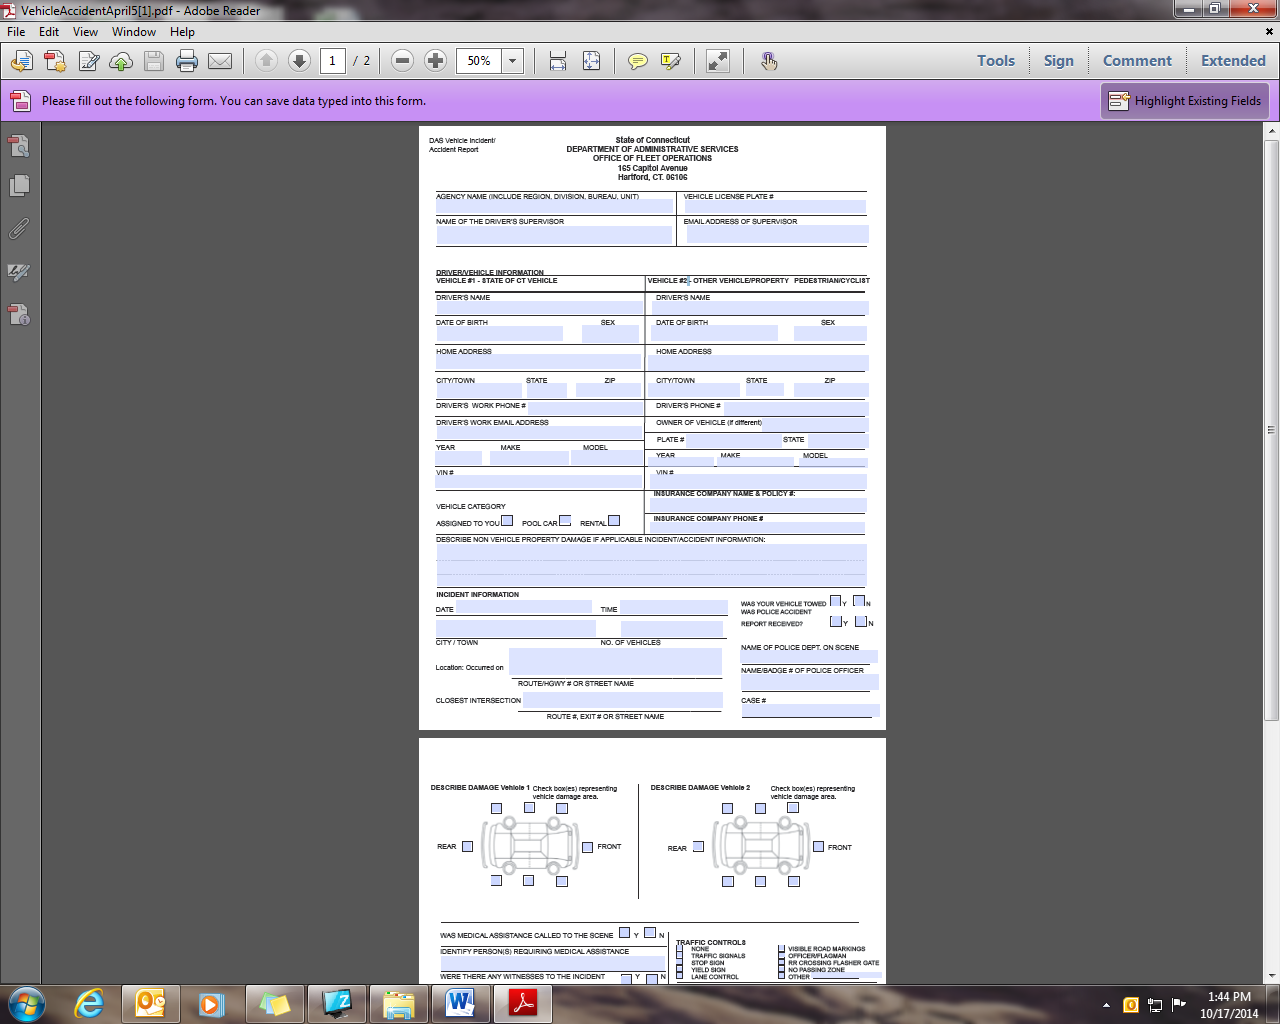 VehicleAccidentApril5[1].pdf - Adobe Reader
File Edit View Window Help
1 / 2 50% Tools Sign Comment Extended
Please fill out the following form. You can save data typed into this form. Highlight Existing Fields
DAS Vehicle Incident/
Accident Report
State of Connecticut
DEPARTMENT OF ADMINISTRATIVE SERVICES
OFFICE OF FLEET OPERATIONS
165 Capitol Avenue
Hartford, CT. 06106
AGENCY NAME (INCLUDE REGION, DIVISION, BUREAU, UNIT) VEHICLE LICENSE PLATE #
NAME OF THE DRIVER'S SUPERVISOR EMAIL ADDRESS OF SUPERVISOR
DRIVER/VEHICLE INFORMATION
VEHICLE #1 - STATE OF CT VEHICLE VEHICLE #2 - OTHER VEHICLE/PROPERTY PEDESTRIAN/CYCLIST
DRIVER'S NAME DRIVER'S NAME
DATE OF BIRTH SEX DATE OF BIRTH SEX
HOME ADDRESS HOME ADDRESS
CITY/TOWN STATE ZIP CITY/TOWN STATE ZIP
DRIVER'S WORK PHONE # DRIVER'S PHONE #
DRIVER'S WORK EMAIL ADDRESS OWNER OF VEHICLE (if different)
PLATE # STATE
YEAR MAKE MODEL YEAR MAKE MODEL
VIN # VIN #
INSURANCE COMPANY NAME & POLICY #:
VEHICLE CATEGORY
ASSIGNED TO YOU POOL CAR RENTAL INSURANCE COMPANY PHONE #
DESCRIBE NON VEHICLE PROPERTY DAMAGE IF APPLICABLE INCIDENT/ACCIDENT INFORMATION:
INCIDENT INFORMATION
DATE TIME
CITY / TOWN NO. OF VEHICLES
Location: Occurred on
ROUTE/HGWY # OR STREET NAME
CLOSEST INTERSECTION
ROUTE #, EXIT # OR STREET NAME
WAS YOUR VEHICLE TOWED Y N
WAS POLICE ACCIDENT
REPORT RECEIVED? Y N
NAME OF POLICE DEPT. ON SCENE
NAME/BADGE # OF POLICE OFFICER
CASE #
DESCRIBE DAMAGE Vehicle 1 Check box(es) representing
vehicle damage area.
REAR FRONT
DESCRIBE DAMAGE Vehicle 2 Check box(es) representing
vehicle damage area.
REAR FRONT
WAS MEDICAL ASSISTANCE CALLED TO THE SCENE Y N
IDENTIFY PERSON(S) REQUIRING MEDICAL ASSISTANCE
WERE THERE ANY WITNESSES TO THE INCIDENT Y N
TRAFFIC CONTROLS
NONE VISIBLE ROAD MARKINGS
TRAFFIC SIGNALS OFFICER/FLAGMAN
STOP SIGN RR CROSSING FLASHER GATE
YIELD SIGN NO PASSING ZONE
LANE CONTROL OTHER
1:44 PM
10/17/2014